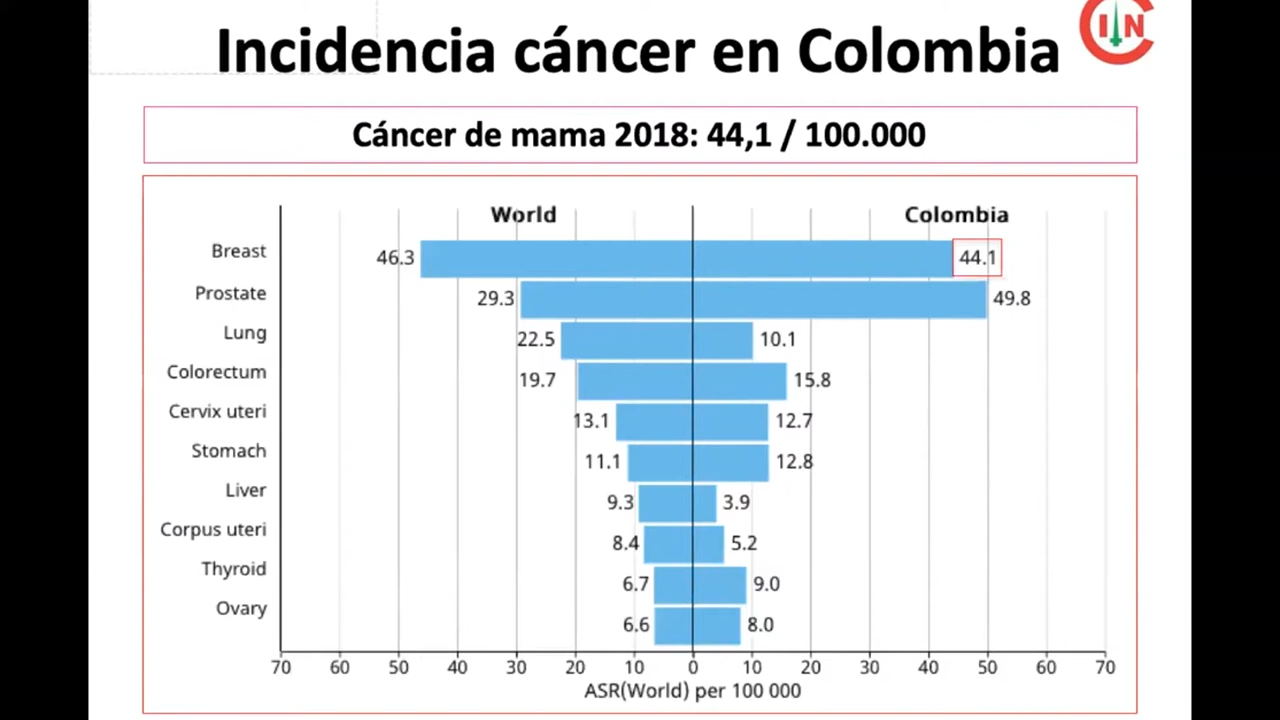 Incidencia cáncer en Colombia
IN
Cáncer de mama 2018: 44,1 / 100.000
World Colombia
Breast 46.3 44.1
Prostate 29.3 49.8
Lung 22.5 10.1
Colorectum 19.7 15.8
Cervix uteri 13.1 12.7
Stomach 11.1 12.8
Liver 9.3 3.9
Corpus uteri 8.4 5.2
Thyroid 6.7 9.0
Ovary 6.6 8.0
70 60 50 40 30 20 10 0 10 20 30 40 50 60 70
ASR(World) per 100 000